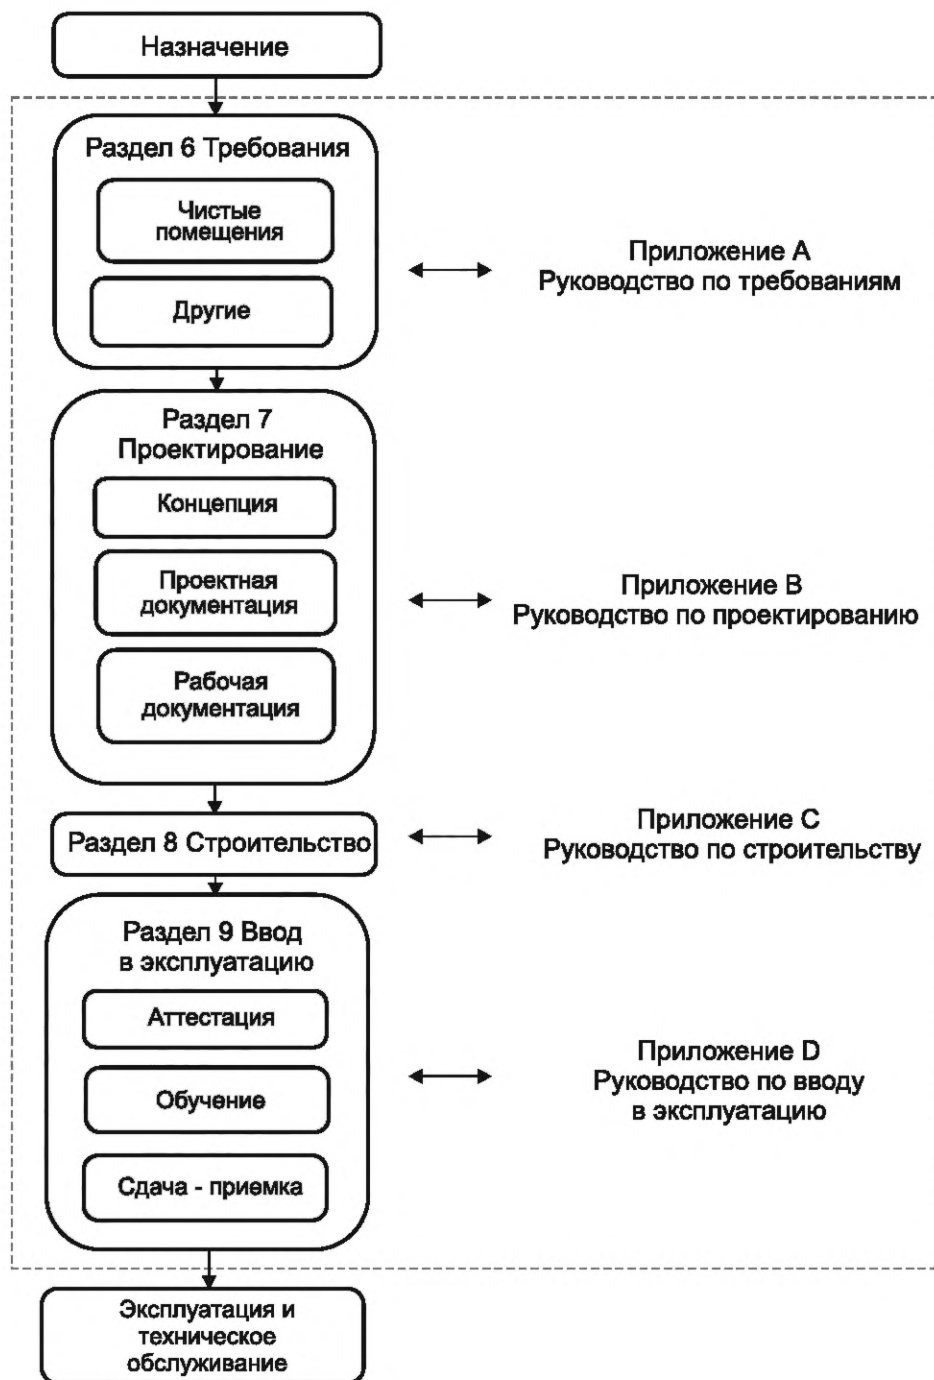 Назначение
Раздел 6 Требования
Чистые
помещения
Другие
Приложение A
Руководство по требованиям
Раздел 7
Проектирование
Концепция
Проектная
документация
Рабочая
документация
Приложение B
Руководство по проектированию
Раздел 8 Строительство
Приложение C
Руководство по строительству
Раздел 9 Ввод
в эксплуатацию
Аттестация
Обучение
Сдача - приемка
Приложение D
Руководство по вводу
в эксплуатацию
Эксплуатация и
техническое
обслуживание